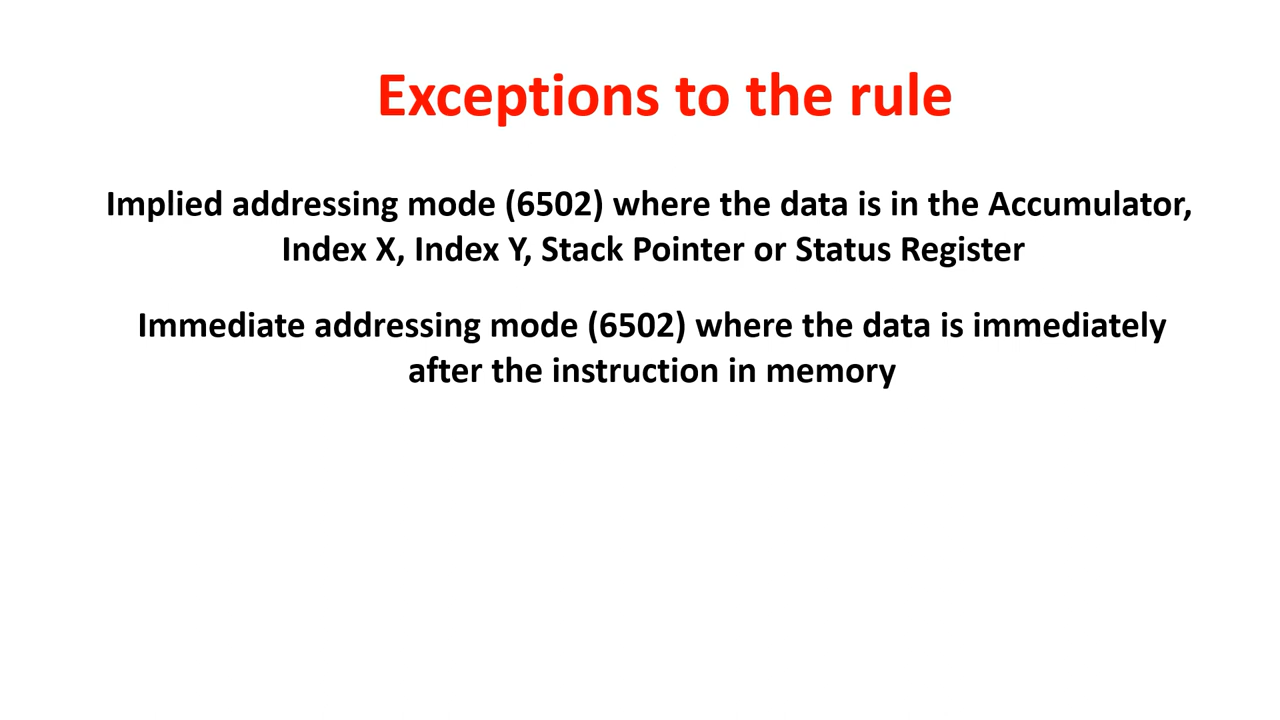 Exceptions to the rule
Implied addressing mode (6502) where the data is in the Accumulator,
Index X, Index Y, Stack Pointer or Status Register
Immediate addressing mode (6502) where the data is immediately
after the instruction in memory